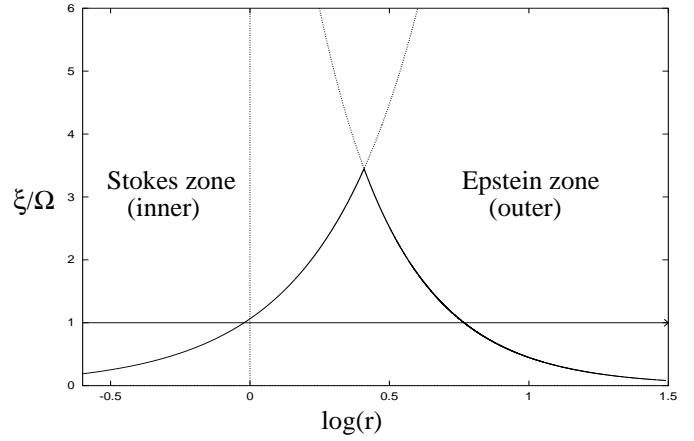 6
5
4
3
2
1
0
ξ/Ω
Stokes zone
(inner)
Epstein zone
(outer)
-0.5
0
0.5
1
1.5
log(r)